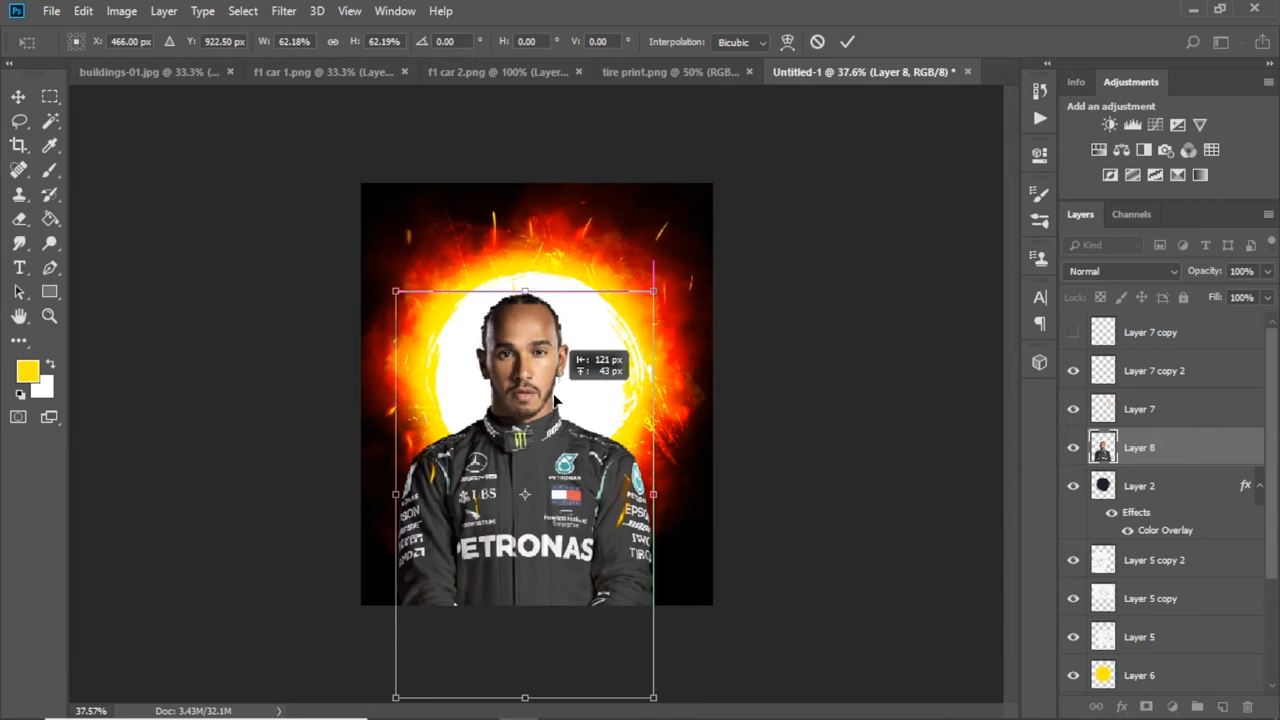 Ps File Edit Image Layer Type Select Filter 3D View Window Help
X: 466.00 px Y: 922.50 px W: 62.18% H: 62.19% 0.00 ° H: 0.00 ° V: 0.00 ° Interpolation: Bicubic
buildings-01.jpg @ 33.3% (... f1 car 1.png @ 33.3% (Laye... f1 car 2.png @ 100% (Layer... tire print.png @ 50% (RGB... Untitled-1 @ 37.6% (Layer 8, RGB/8) *
Info Adjustments
Add an adjustment
Layers Channels
Kind
Normal Opacity: 100%
Lock: Fill: 100%
Layer 7 copy
Layer 7 copy 2
Layer 7
Layer 8
Layer 2 fx
Effects
Color Overlay
Layer 5 copy 2
Layer 5 copy
Layer 5
Layer 6
121 px
43 px
PETRONAS
UBS
EPSON
PETRONAS
37.57% Doc: 3.43M/32.1M